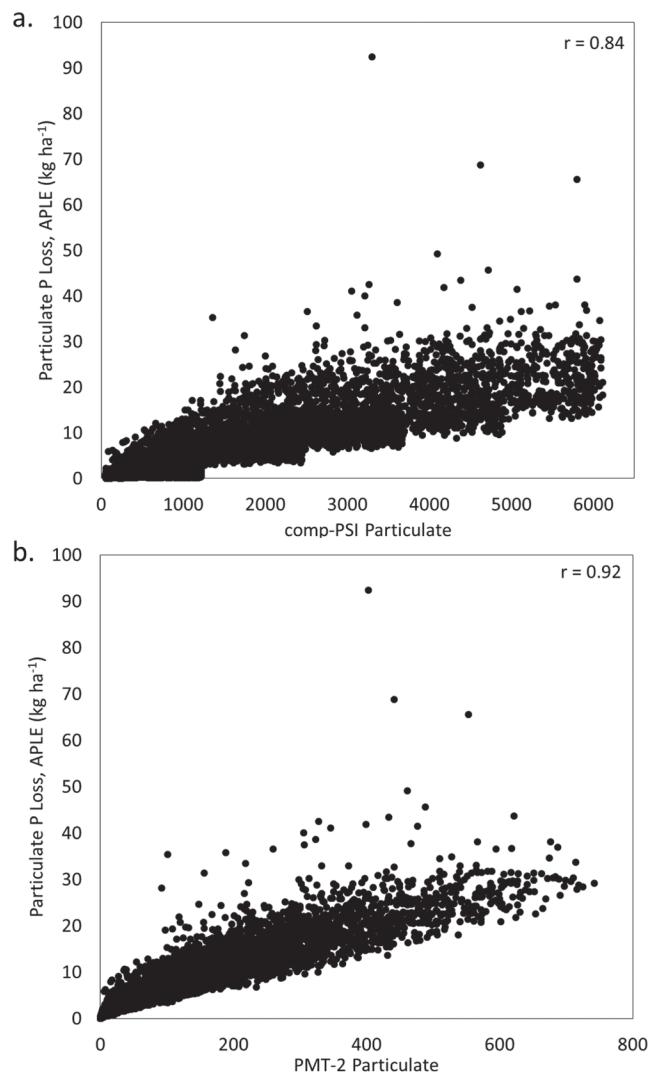 a.
100
r = 0.84
90
80
70
60
50
40
30
20
10
0
Particulate P Loss, APLE (kg ha⁻¹)
0 1000 2000 3000 4000 5000 6000
comp-PSI Particulate
b.
100
r = 0.92
90
80
70
60
50
40
30
20
10
0
Particulate P Loss, APLE (kg ha⁻¹)
0 200 400 600 800
PMT-2 Particulate